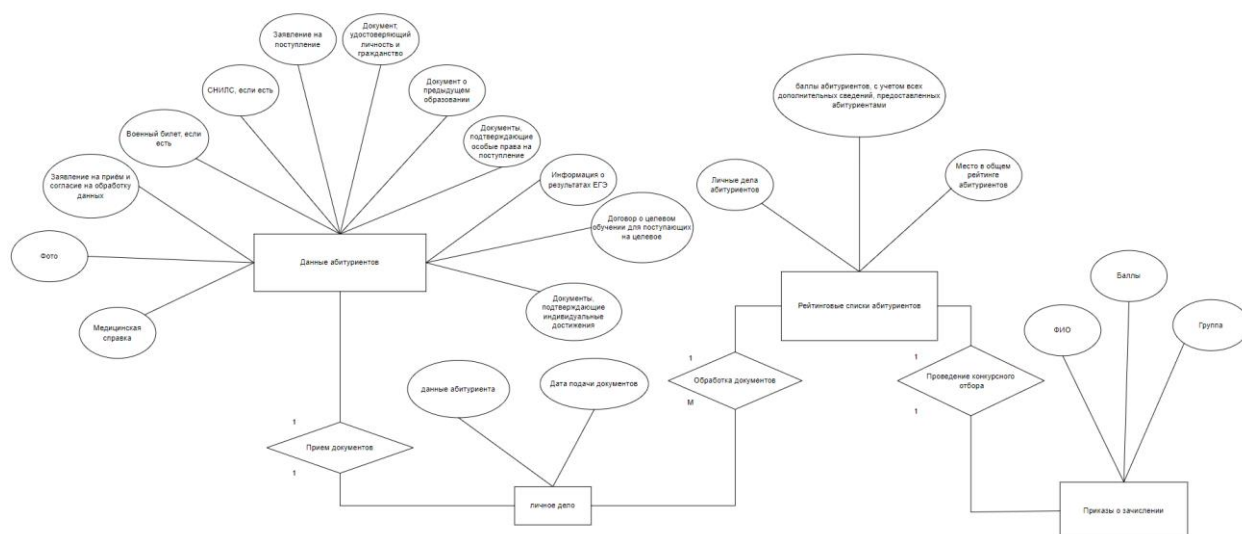 Заявление на
поступление
Документ,
удостоверяющий
личность и
гражданство
СНИЛС, если есть
Документ о
предыдущем
образовании
Военный билет, если
есть
Документы,
подтверждающие
особые права на
поступление
Заявление на приём и
согласие на обработку
данных
Информация о
результатах ЕГЭ
Фото
Договор о целевом
обучении для поступающих
на целевое
Данные абитуриентов
Медицинская
справка
Документы,
подтверждающие
индивидуальные
достижения
баллы абитуриентов, с учетом всех
дополнительных сведений, предоставленных
абитуриентами
Личные дела
абитуриентов
Место в общем
рейтинге
абитуриентов
Рейтинговые списки абитуриентов
Баллы
ФИО
Группа
данные абитуриента
Дата подачи документов
1
Обработка документов
М
1
Проведение конкурсного
отбора
1
1
Прием документов
1
личное дело
Приказы о зачислении